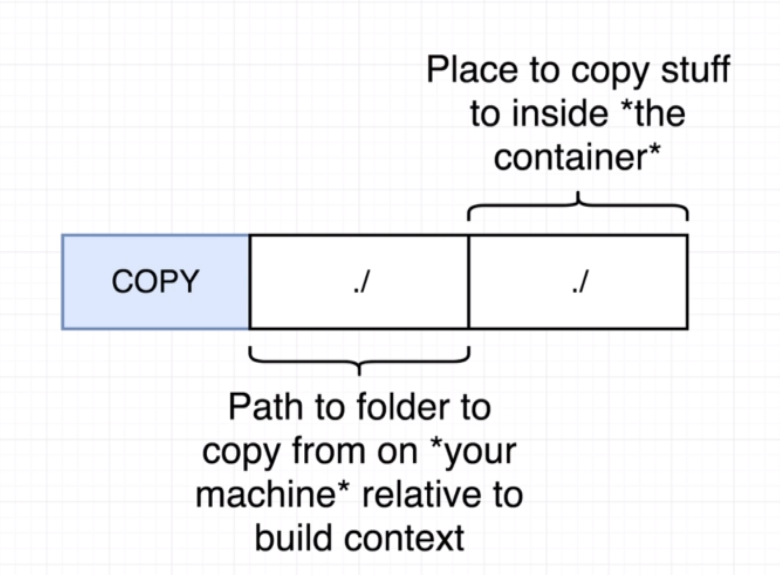 Place to copy stuff
to inside *the
container*
COPY
./
./
Path to folder to
copy from on *your
machine* relative to
build context